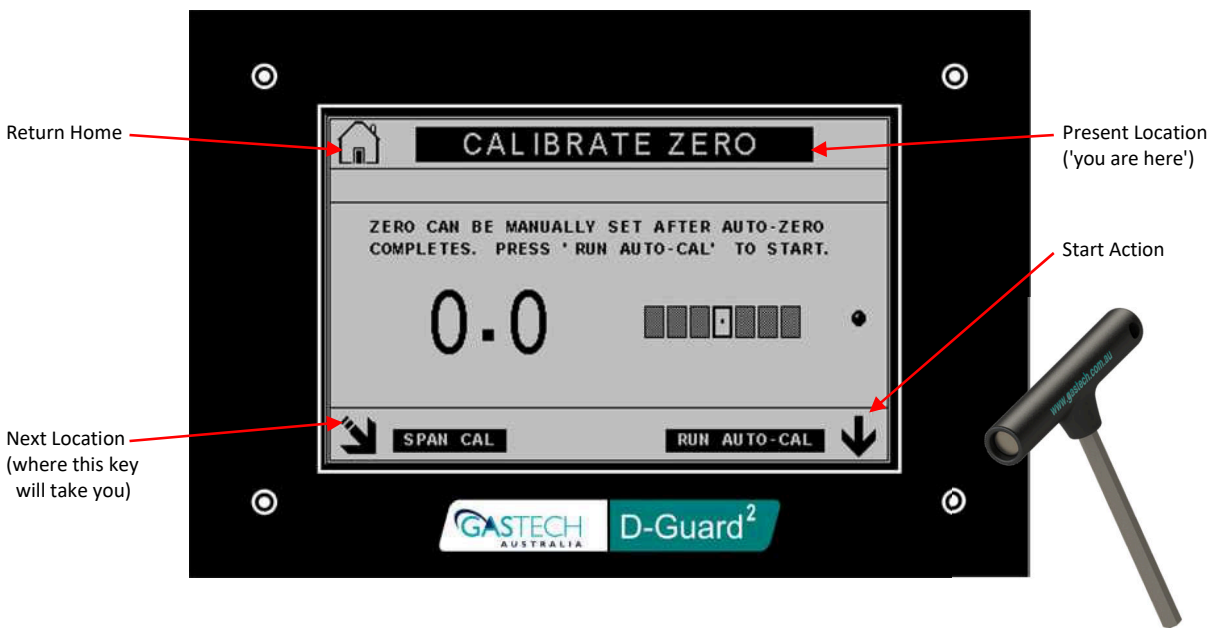 Return Home
CALIBRATE ZERO
Present Location
('you are here')
ZERO CAN BE MANUALLY SET AFTER AUTO-ZERO
COMPLETES. PRESS 'RUN AUTO-CAL' TO START.
Start Action
0.0
www.gastech.com.au
Next Location
(where this key
will take you)
SPAN CAL
RUN AUTO-CAL
GASTECH
AUSTRALIA
D-Guard²